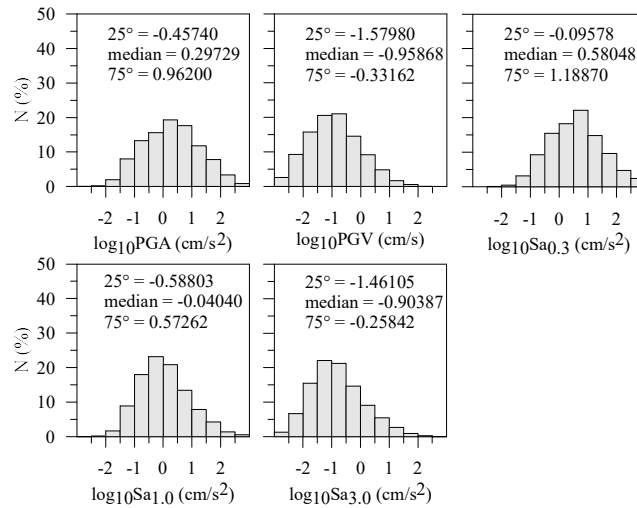 50
40
30
20
10
0
N (%)
25° = -0.45740
median = 0.29729
75° = 0.96200
-2 -1 0 1 2
log10PGA (cm/s2)
25° = -1.57980
median = -0.95868
75° = -0.33162
-2 -1 0 1 2
log10PGV (cm/s)
25° = -0.09578
median = 0.58048
75° = 1.18870
-2 -1 0 1 2
log10Sa0.3 (cm/s2)
50
40
30
20
10
0
N (%)
25° = -0.58803
median = -0.04040
75° = 0.57262
-2 -1 0 1 2
log10Sa1.0 (cm/s2)
25° = -1.46105
median = -0.90387
75° = -0.25842
-2 -1 0 1 2
log10Sa3.0 (cm/s2)